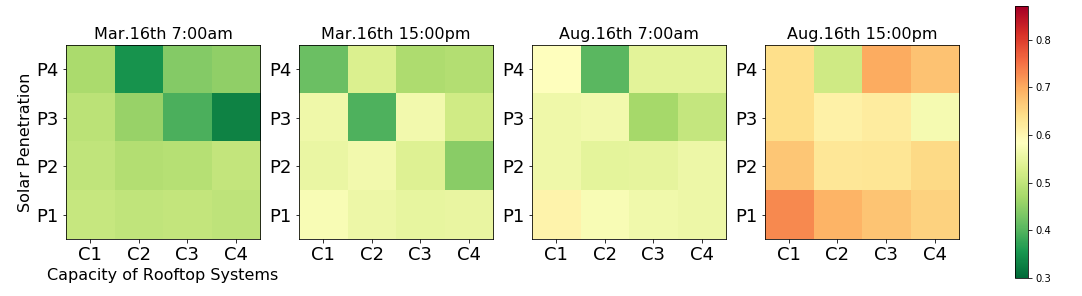 Mar.16th 7:00am
Mar.16th 15:00pm
Aug.16th 7:00am
Aug.16th 15:00pm
Solar Penetration
P4
P3
P2
P1
C1 C2 C3 C4
Capacity of Rooftop Systems
P4
P3
P2
P1
C1 C2 C3 C4
P4
P3
P2
P1
C1 C2 C3 C4
P4
P3
P2
P1
C1 C2 C3 C4
0.8
0.7
0.6
0.5
0.4
0.3